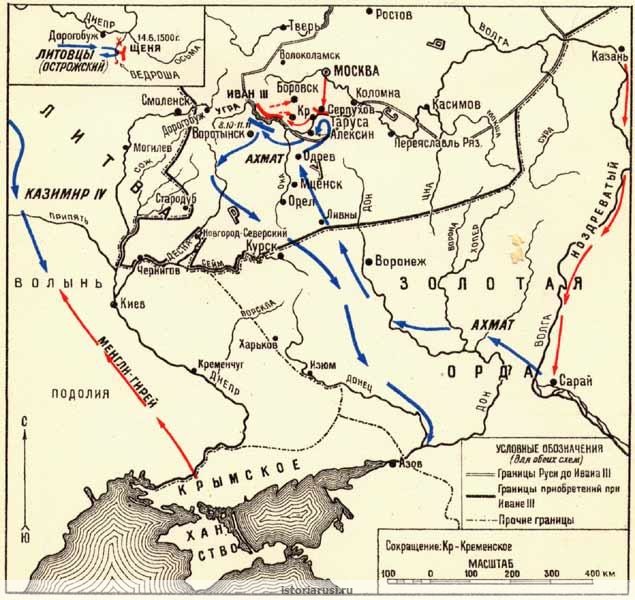 ДНЕПР
14.6.1500г.
Дорогобуж
ЩЕНЯ
ЛИТОВЦЫ
(ОСТРОЖСКИЙ)
ОСЬМА
ВЕДРОША
Тверь
Ростов
ВОЛГА
Казань
Волоколамск
МОСКВА
ИВАН III
Боровск
Коломна
Касимов
Смоленск
Дорогобуж
УГРА
Кр
Серпухов
Таруса
Алексин
8.10-11.11
Воротынск
Переяславль Ряз.
СУРА
Л И Т В А
Могилев
СОЖ
АХМАТ
Одоев
АХМАТ
ОКА
Мценск
ДОН
ЦНА
КАЗИМИР IV
Стародуб
Орел
Ливны
ПРИПЯТЬ
ДЕСНА
Новгород-Северский
ВОРОНА
ХОПЕР
НОЗДРЕВАТЫЙ
Курск
СЕЙМ
Чернигов
Воронеж
ВОЛЫНЬ
Киев
ЗОЛОТАЯ
ВОРСКЛА
АХМАТ
ВОЛГА
МЕНГЛИ-ГИРЕЙ
Харьков
Изюм
Кременчуг
ДНЕПР
ДОНЕЦ
ОРДА
Сарай
ПОДОЛИЯ
ДОН
С
Ю
КРЫМСКОЕ
Азов
ХАНСТВО
УСЛОВНЫЕ ОБОЗНАЧЕНИЯ
(Для обеих схем)
Границы Руси до Ивана III
Границы приобретений при
Иване III
Прочие границы
Сокращение: Кр-Кременское
МАСШТАБ
100 0 100 200 300 400 км
istoriarusi.ru